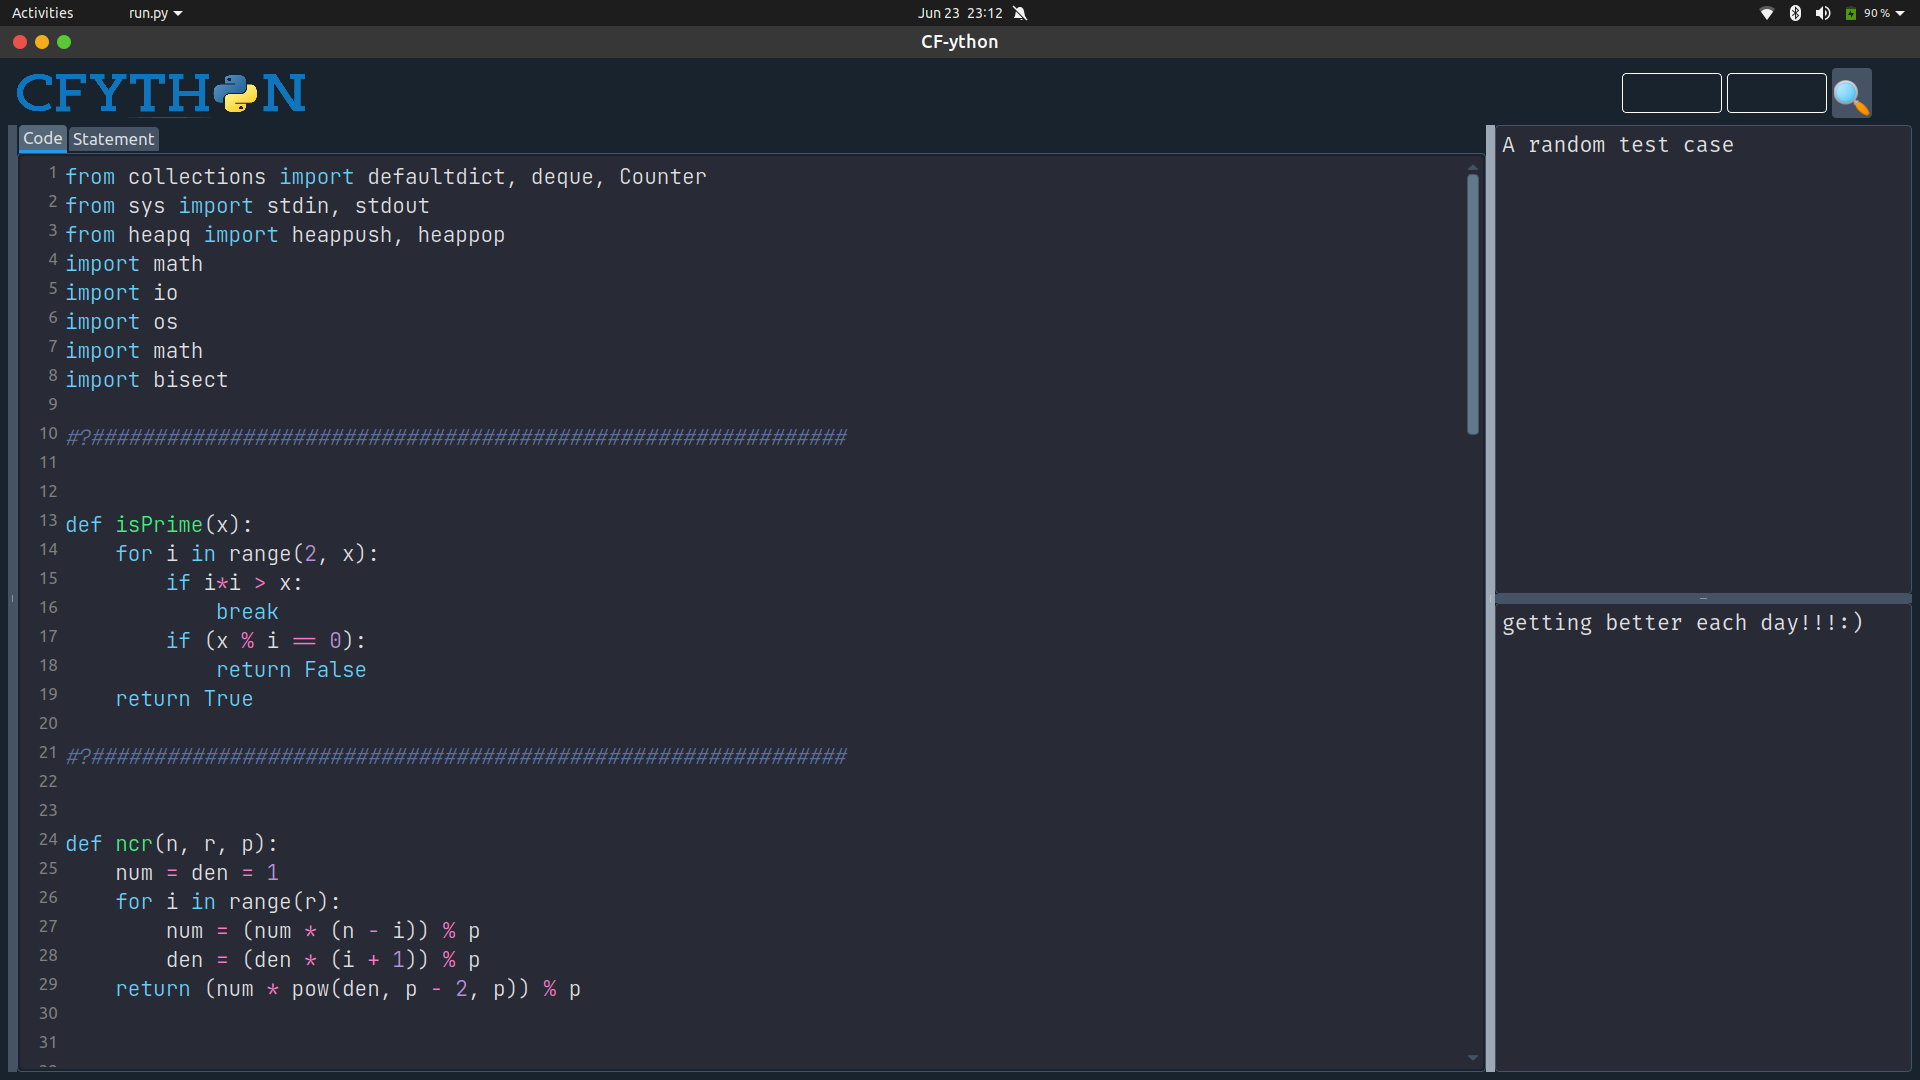 Activities
run.py
Jun 23 23:12
90 %
CF-ython
CFYTHON
Code
Statement
1 from collections import defaultdict, deque, Counter
2 from sys import stdin, stdout
3 from heapq import heappush, heappop
4 import math
5 import io
6 import os
7 import math
8 import bisect
9
10 #?############################################################
11
12
13 def isPrime(x):
14     for i in range(2, x):
15         if i*i > x:
16             break
17         if (x % i == 0):
18             return False
19     return True
20
21 #?############################################################
22
23
24 def ncr(n, r, p):
25     num = den = 1
26     for i in range(r):
27         num = (num * (n - i)) % p
28         den = (den * (i + 1)) % p
29     return (num * pow(den, p - 2, p)) % p
30
31
A random test case
getting better each day!!!:)